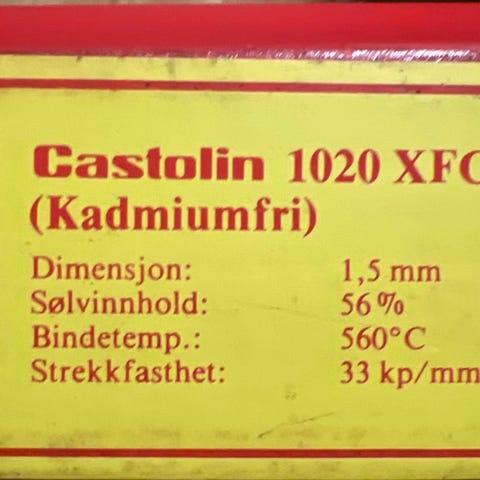 Castolin 1020 XFC
(Kadmiumfri)
Dimensjon: 1,5 mm
Sølvinnhold: 56%
Bindetemp.: 560°C
Strekkfasthet: 33 kp/mm